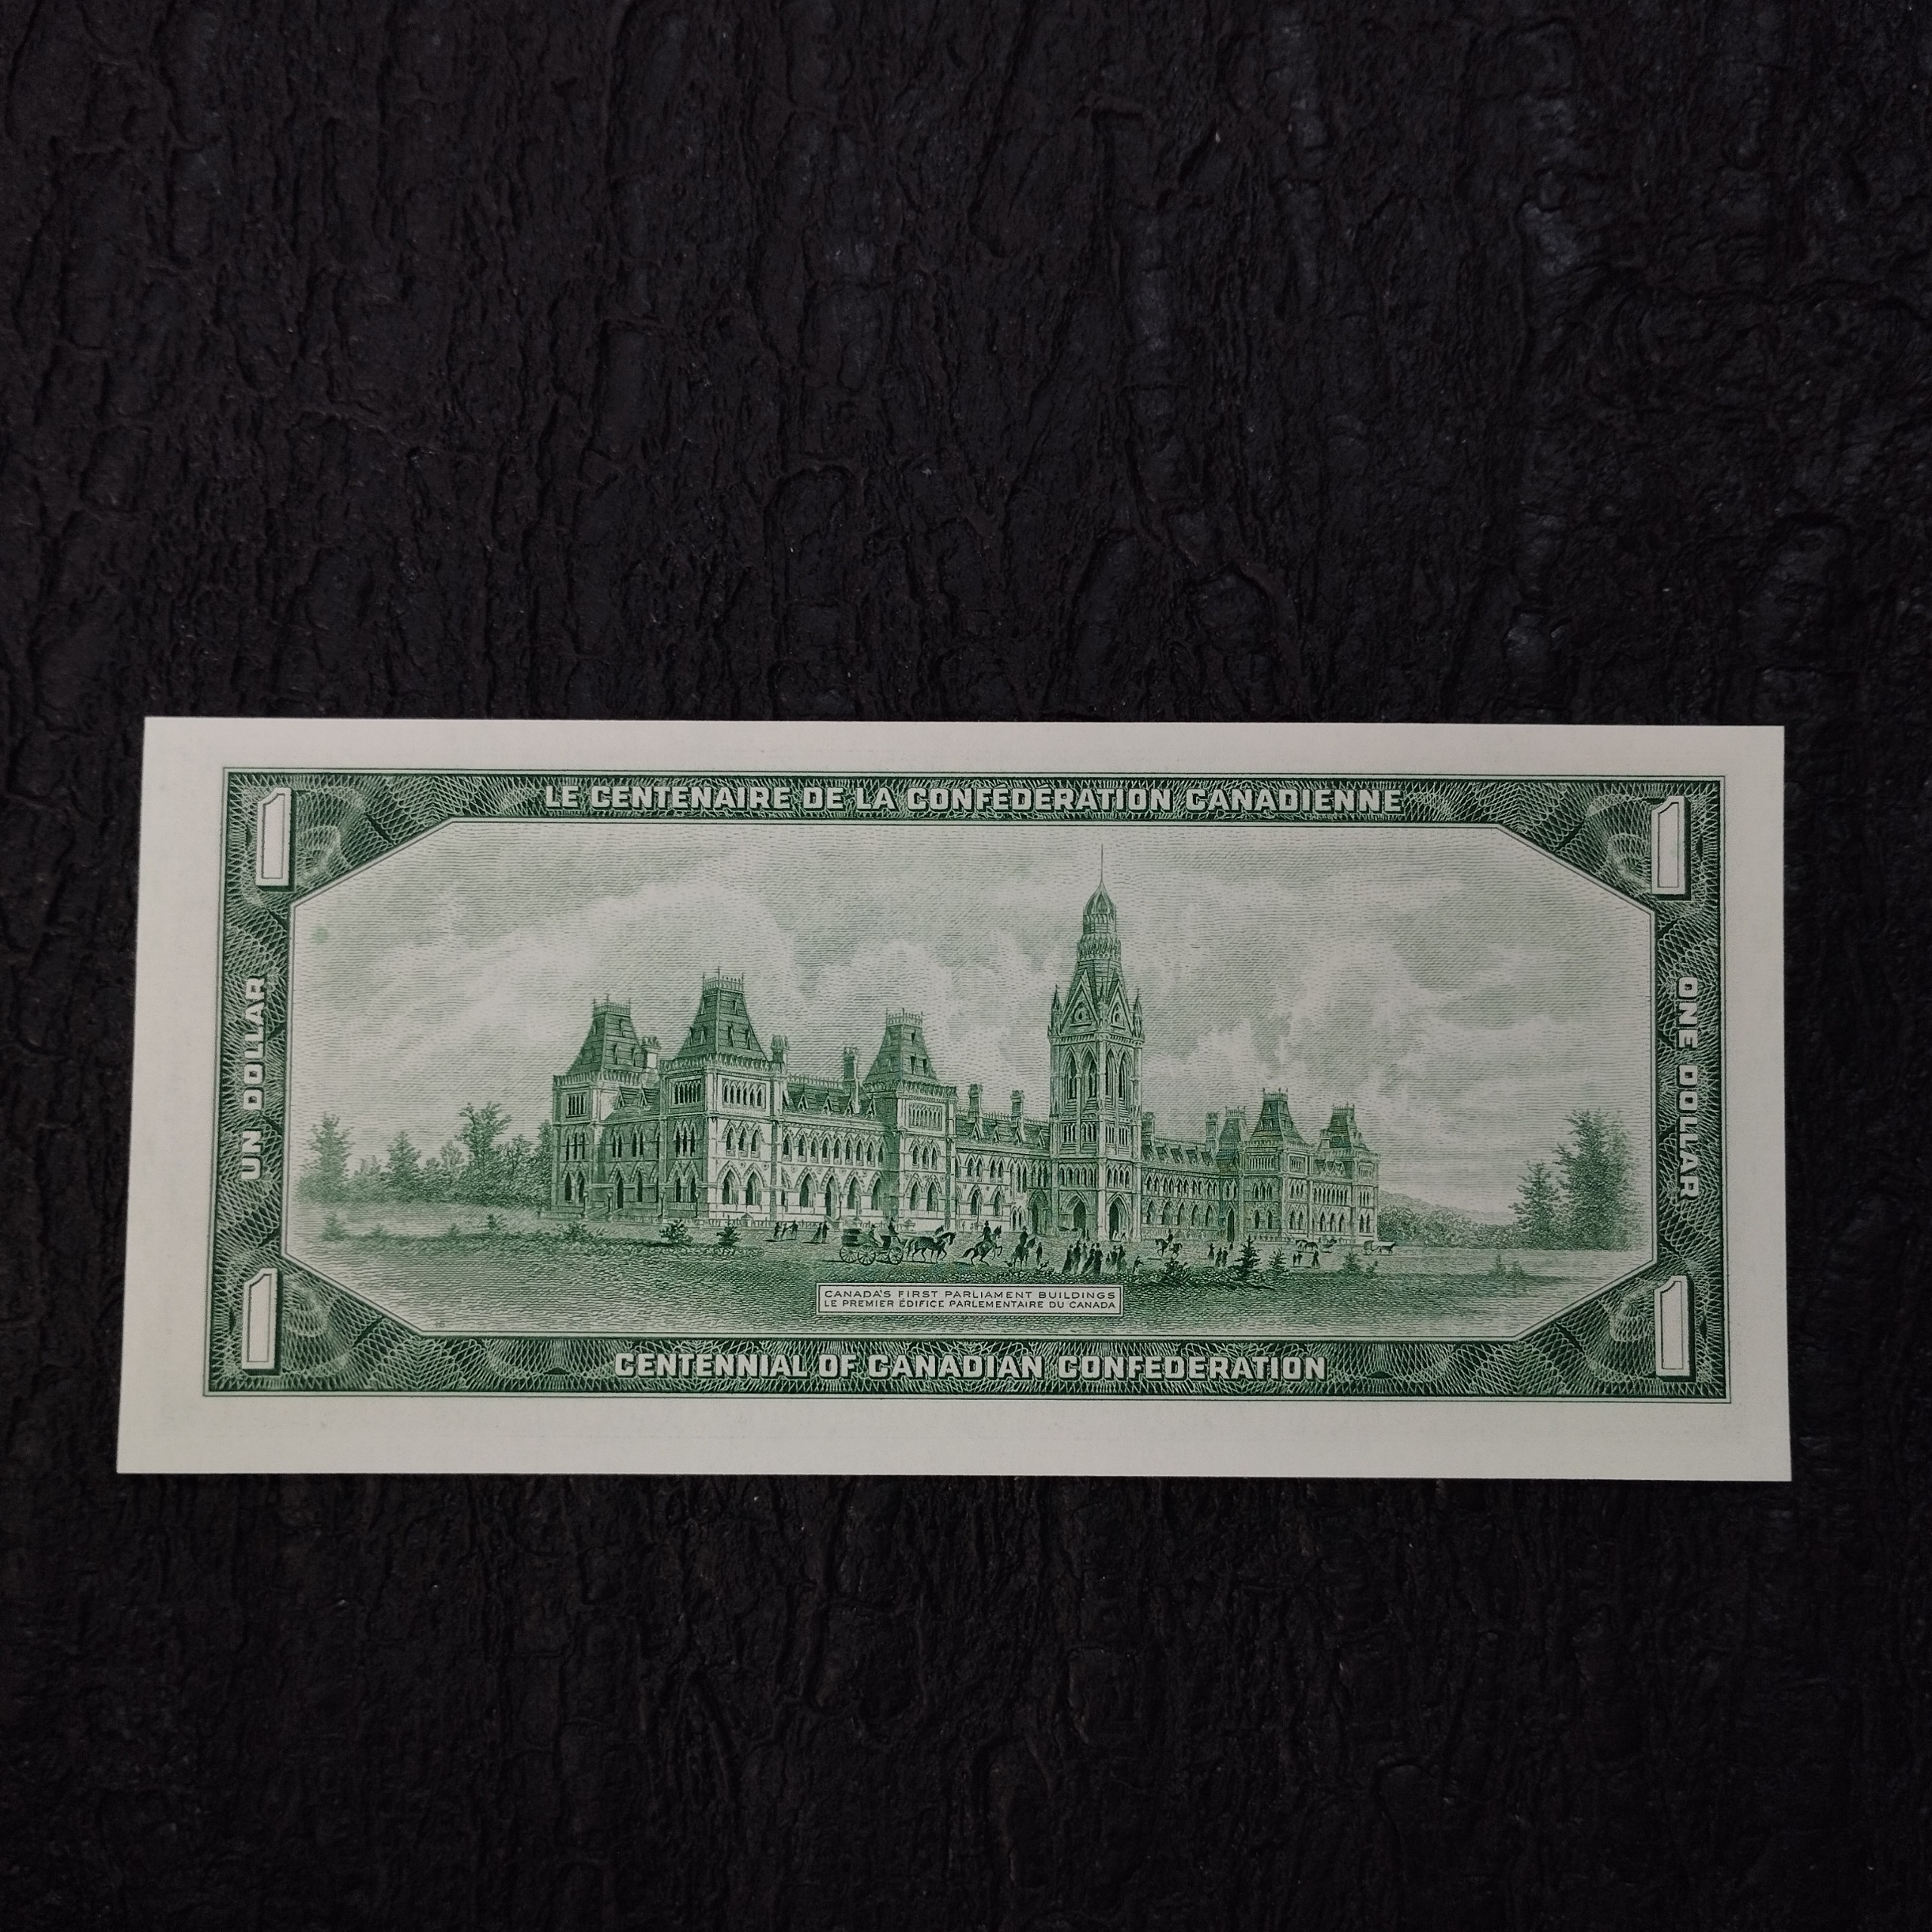 1
LE CENTENAIRE DE LA CONFÉDÉRATION CANADIENNE
1
UN DOLLAR
ONE DOLLAR
CANADA'S FIRST PARLIAMENT BUILDINGS
LE PREMIER ÉDIFICE PARLEMENTAIRE DU CANADA
1
CENTENNIAL OF CANADIAN CONFEDERATION
1